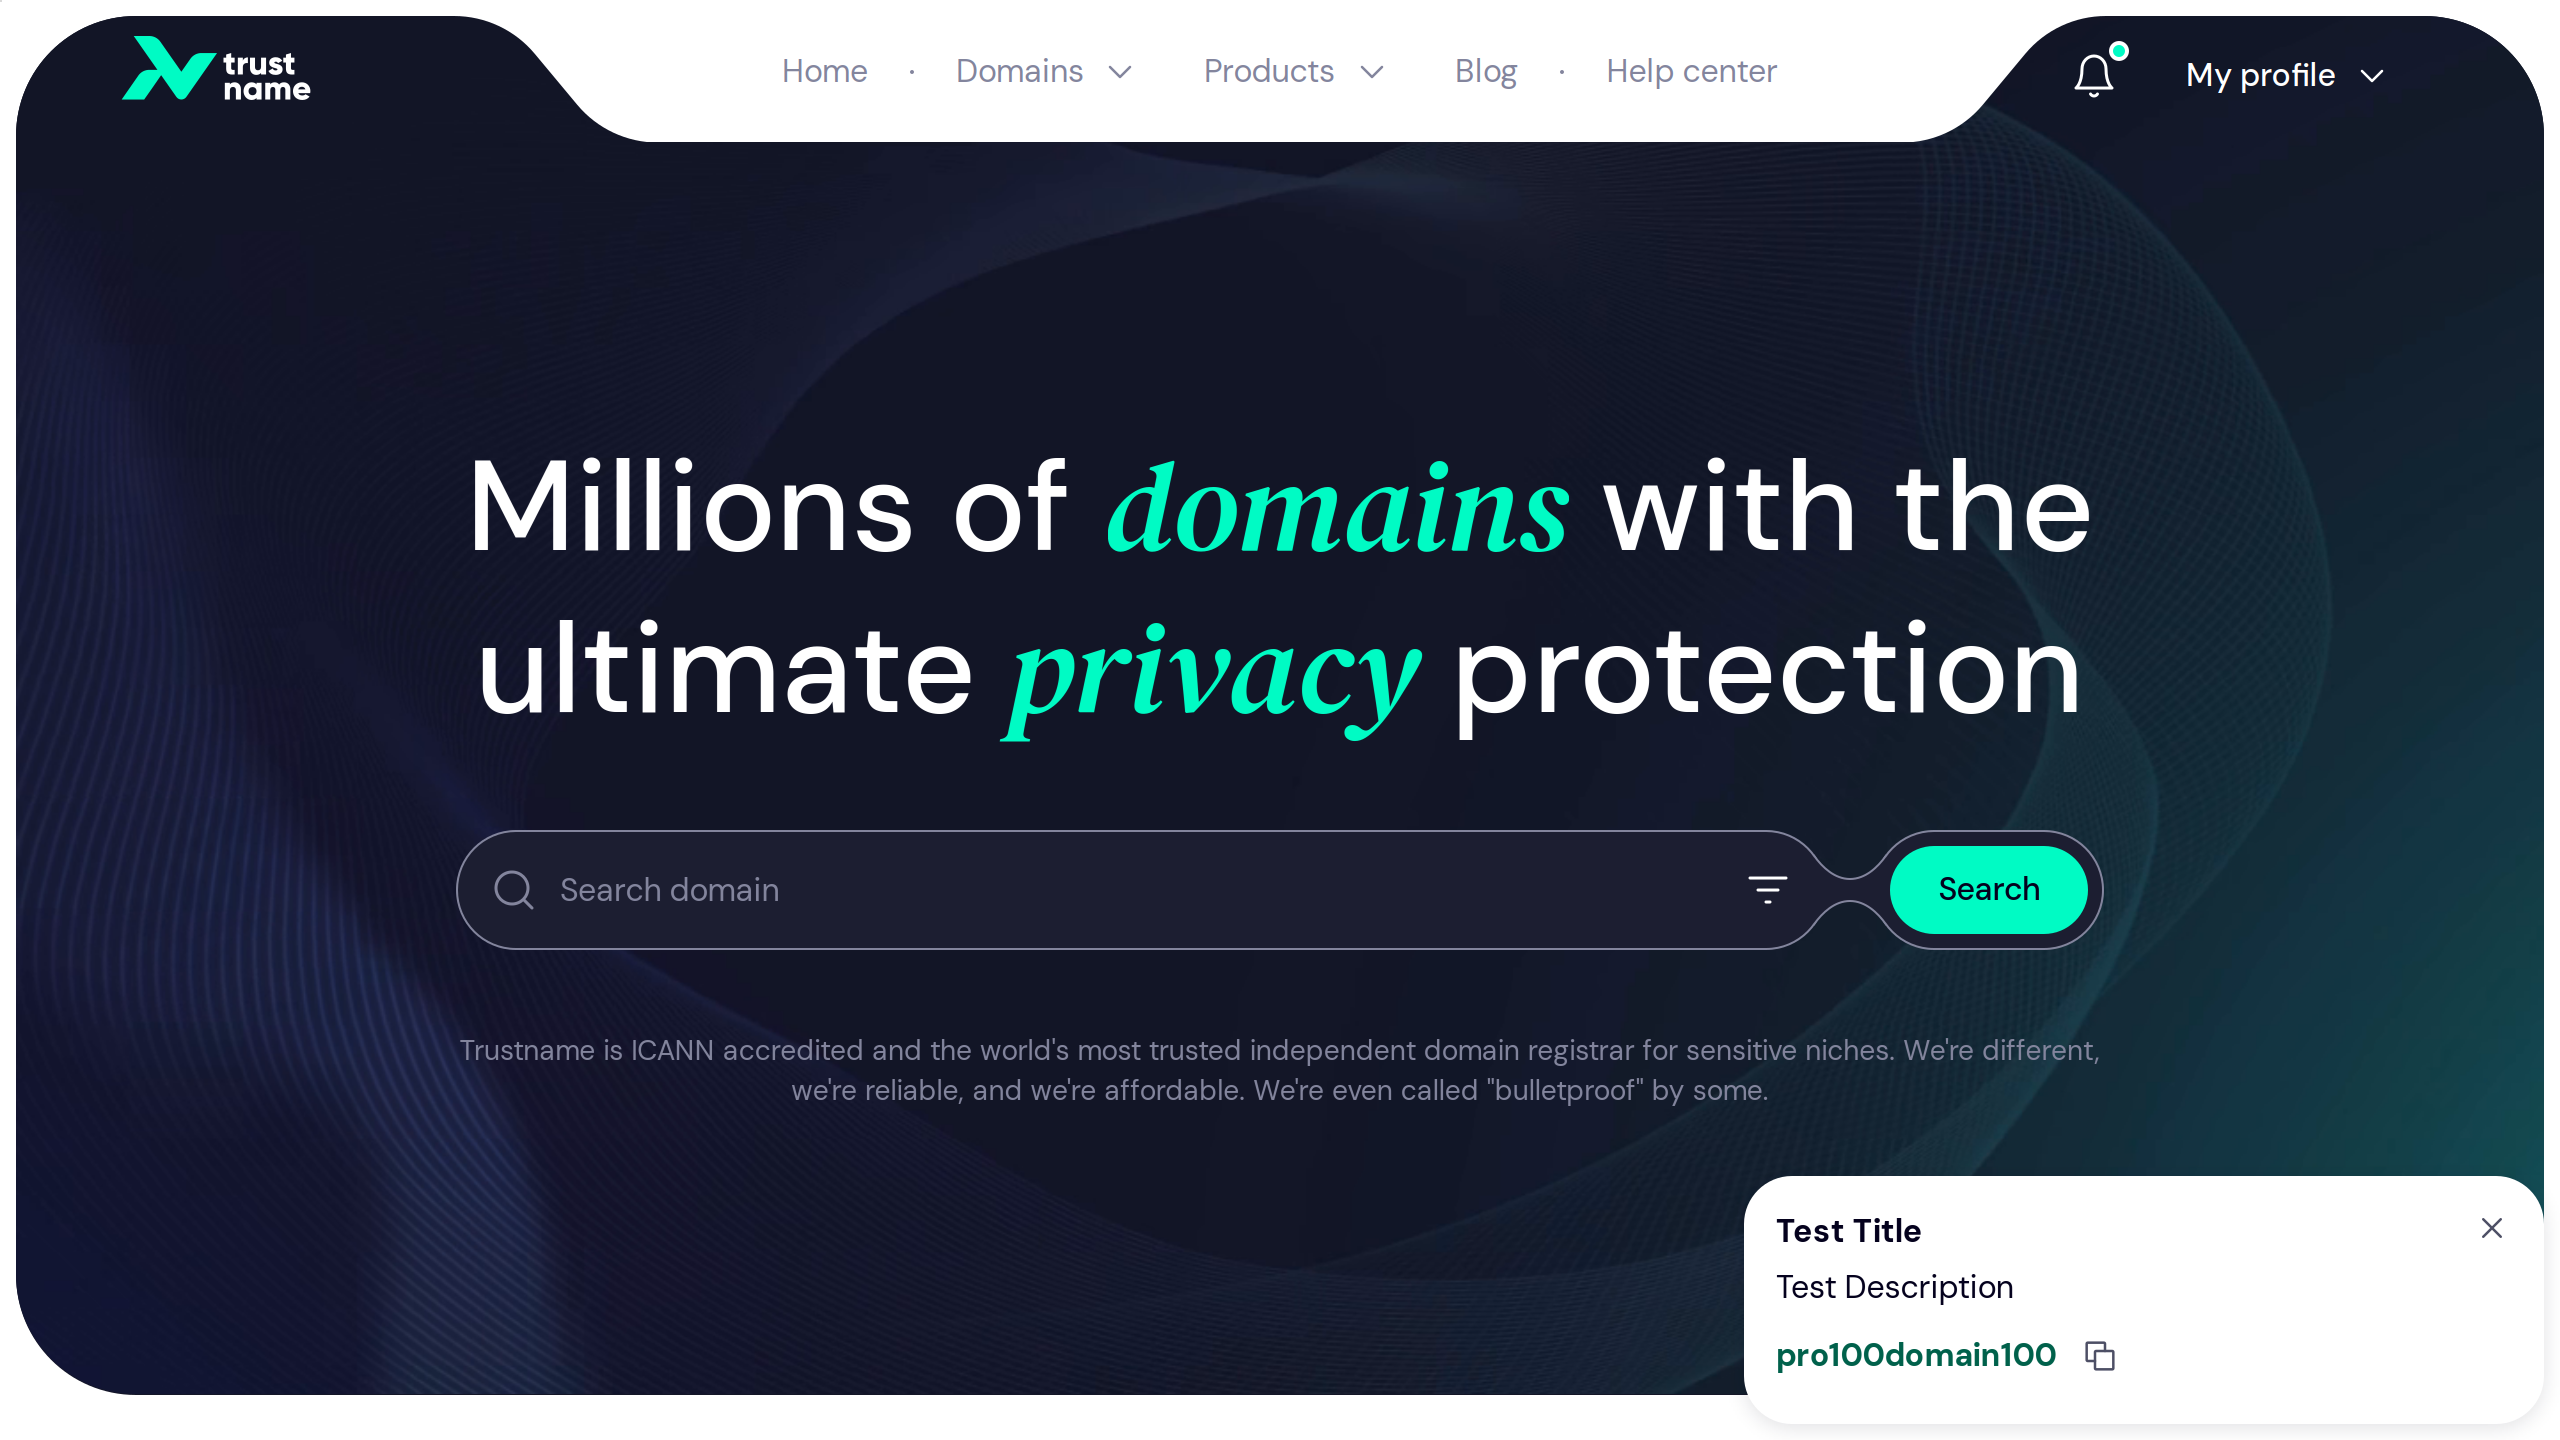 trust
name
Home · Domains Products Blog · Help center
My profile
Millions of domains with the
ultimate privacy protection
Search domain
Search
Trustname is ICANN accredited and the world's most trusted independent domain registrar for sensitive niches. We're different,
we're reliable, and we're affordable. We're even called "bulletproof" by some.
Test Title
Test Description
pro100domain100